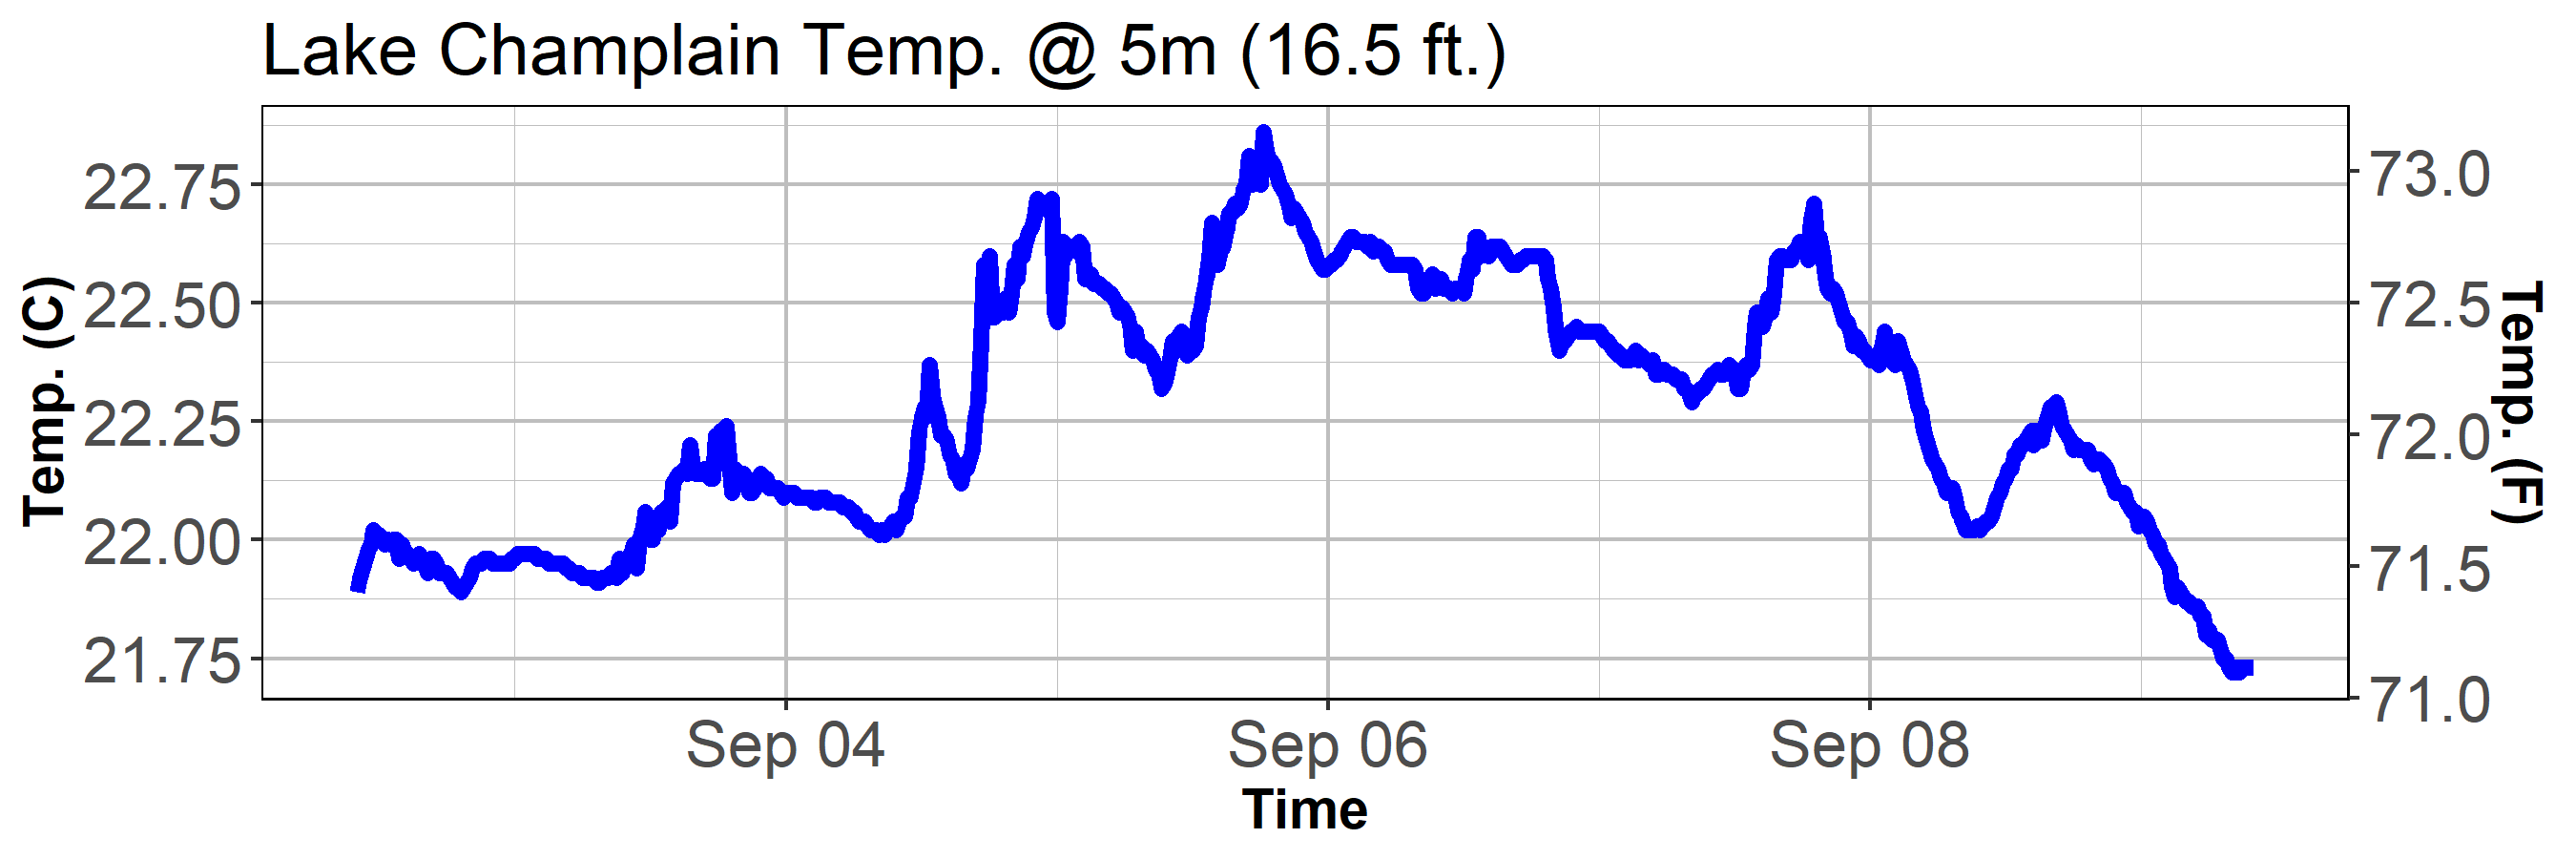 Lake Champlain Temp. @ 5m (16.5 ft.)
Temp. (C)
22.75
22.50
22.25
22.00
21.75
73.0
72.5
72.0
71.5
71.0
Temp. (F)
Sep 04 Sep 06 Sep 08
Time